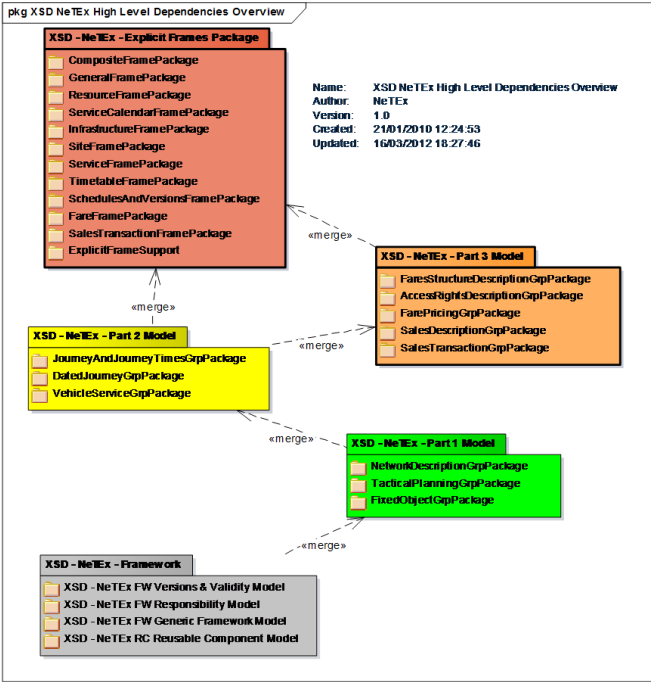 pkg XSD NeTEx High Level Dependencies Overview
XSD - NeTEx - Explicit Frames Package
CompositeFramePackage
GeneralFramePackage
ResourceFramePackage
ServiceCalendarFramePackage
InfrastructureFramePackage
SiteFramePackage
ServiceFramePackage
TimetableFramePackage
SchedulesAndVersionsFramePackage
FareFramePackage
SalesTransactionFramePackage
ExplicitFrameSupport
Name: XSD NeTEx High Level Dependencies Overview
Author: NeTEx
Version: 1.0
Created: 21/01/2010 12:24:53
Updated: 16/03/2012 18:27:46
«merge»
XSD - NeTEx - Part 3 Model
FaresStructureDescriptionGrpPackage
AccessRightsDescriptionGrpPackage
FarePricingGrpPackage
SalesDescriptionGrpPackage
SalesTransactionGrpPackage
«merge»
XSD - NeTEx - Part 2 Model
JourneyAndJourneyTimesGrpPackage
DatedJourneyGrpPackage
VehicleServiceGrpPackage
«merge»
«merge»
XSD - NeTEx - Part 1 Model
NetworkDescriptionGrpPackage
TacticalPlanningGrpPackage
FixedObjectGrpPackage
«merge»
XSD - NeTEx - Framework
XSD - NeTEx FW Versions & Validity Model
XSD - NeTEx FW Responsibility Model
XSD - NeTEx FW Generic Framework Model
XSD - NeTEx RC Reusable Component Model